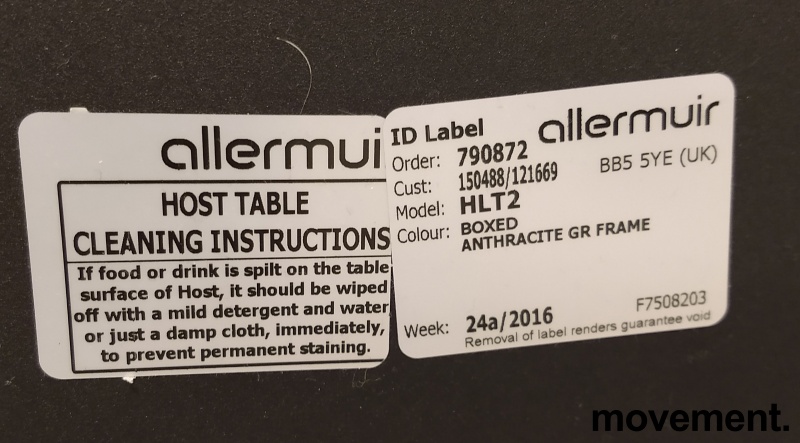 allermui
HOST TABLE
CLEANING INSTRUCTIONS
If food or drink is spilt on the table
surface of Host, it should be wiped
off with a mild detergent and water
or just a damp cloth, immediately,
to prevent permanent staining.
ID Label
allermuir
Order: 790872
BB5 5YE (UK)
Cust: 150488/121669
Model: HLT2
Colour: BOXED
ANTHRACITE GR FRAME
Week: 24a/2016
F7508203
Removal of label renders guarantee void
movement.